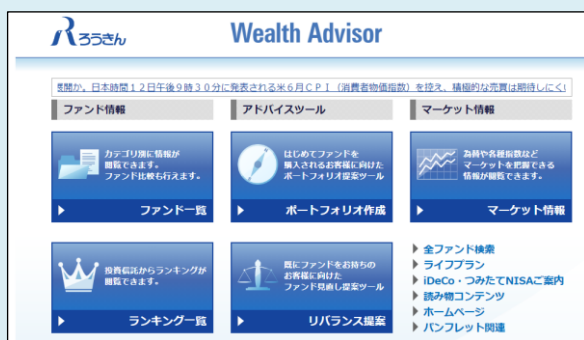 ろうきん
Wealth Advisor
展開か。日本時間１２日午後９時３０分に発表される米６月ＣＰＩ（消費者物価指数）を控え、積極的な売買は期待しにくい
ファンド情報
カテゴリ別に情報が
閲覧できます。
ファンド比較も行えます。
ファンド一覧
投資信託からランキングが
閲覧できます。
ランキング一覧
アドバイスツール
はじめてファンドを
購入されるお客様に向けた
ポートフォリオ提案ツール
ポートフォリオ作成
既にファンドをお持ちの
お客様に向けた
ファンド見直し提案ツール
リバランス提案
マーケット情報
為替や各種指数など
マーケットを把握できる
情報が閲覧できます。
マーケット情報
全ファンド検索
ライフプラン
iDeCo・つみたてNISAご案内
読み物コンテンツ
ホームページ
パンフレット関連